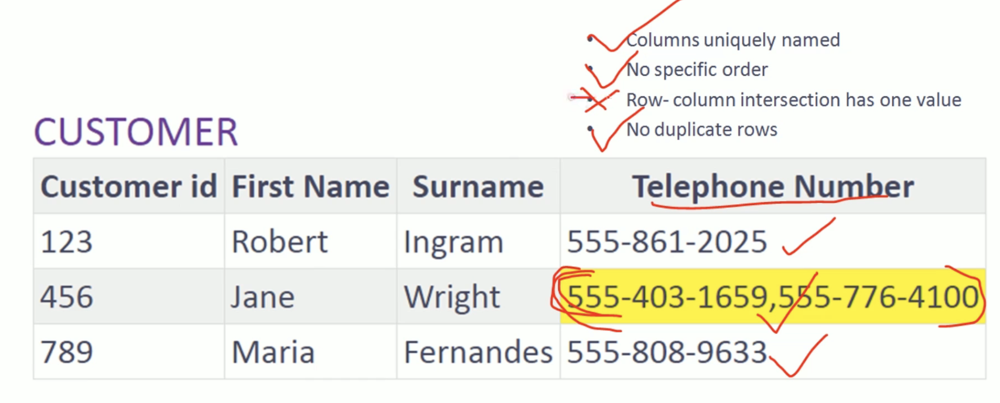 • Columns uniquely named
• No specific order
• Row- column intersection has one value
• No duplicate rows
CUSTOMER
Customer id First Name Surname Telephone Number
123 Robert Ingram 555-861-2025
456 Jane Wright 555-403-1659,555-776-4100
789 Maria Fernandes 555-808-9633